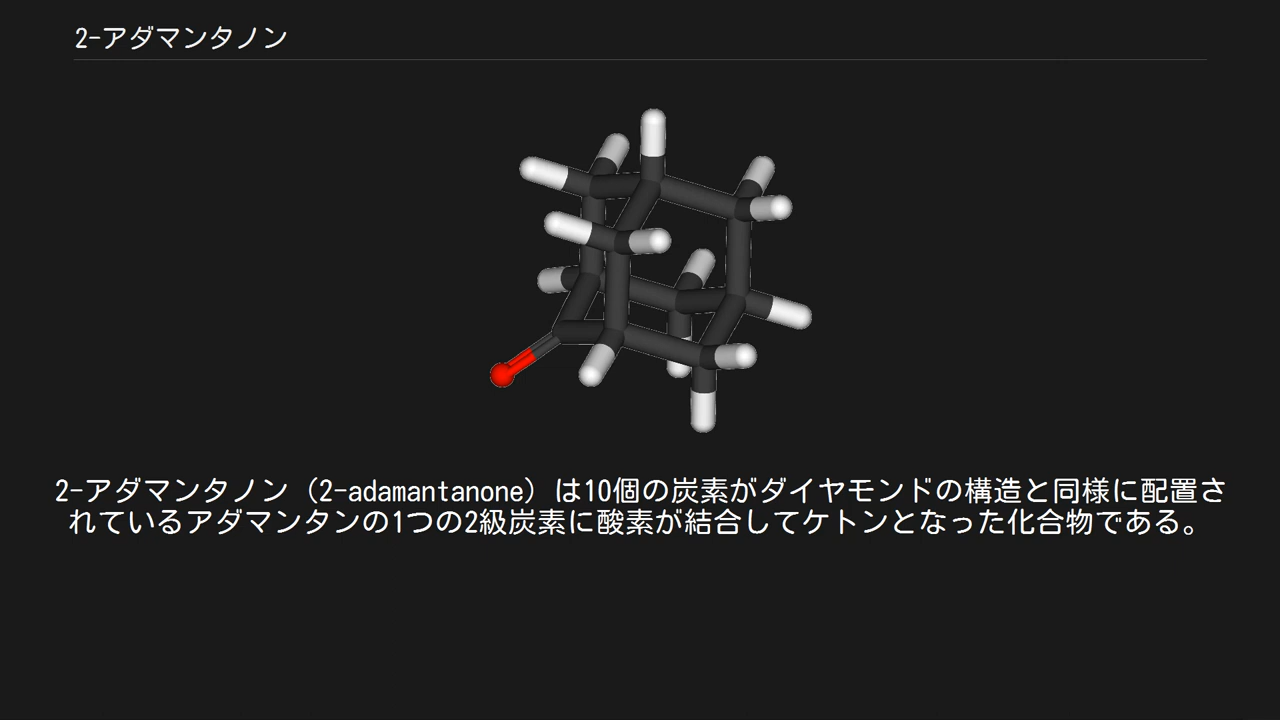 2-アダマンタノン
2-アダマンタノン（2-adamantanone）は10個の炭素がダイヤモンドの構造と同様に配置さ
れているアダマンタンの1つの2級炭素に酸素が結合してケトンとなった化合物である。